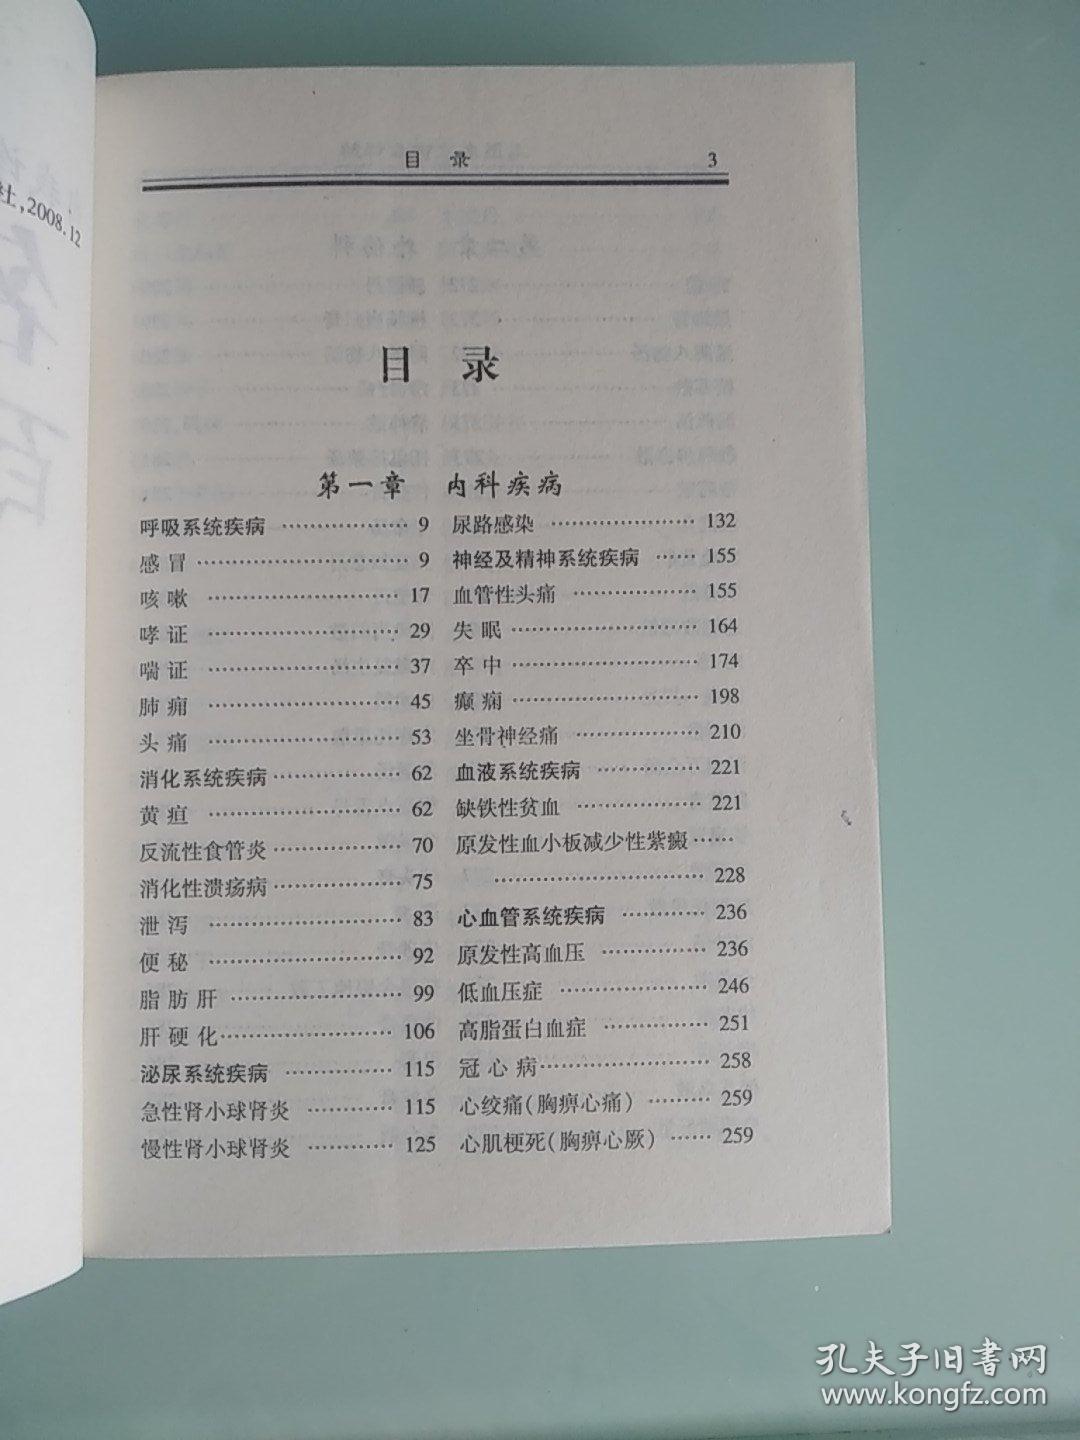 社,2008.12
目 录 3
目 录
第一章 内科疾病
呼吸系统疾病 ……………… 9
感 冒 ……………………… 9
咳 嗽 ……………………… 17
哮 证 ……………………… 29
喘 证 ……………………… 37
肺 痈 ……………………… 45
头 痛 ……………………… 53
消化系统疾病 ……………… 62
黄 疸 ……………………… 62
反流性食管炎 ……………… 70
消化性溃疡病 ……………… 75
泄 泻 ……………………… 83
便 秘 ……………………… 92
脂 肪 肝 …………………… 99
肝 硬 化 …………………… 106
泌尿系统疾病 ……………… 115
急性肾小球肾炎 ………… 115
慢性肾小球肾炎 ………… 125
尿路感染 ………………… 132
神经及精神系统疾病 …… 155
血管性头痛 ……………… 155
失 眠 ……………………… 164
卒 中 ……………………… 174
癫 痫 ……………………… 198
坐骨神经痛 ……………… 210
血液系统疾病 …………… 221
缺铁性贫血 ……………… 221
原发性血小板减少性紫癜 ……
……………………………… 228
心血管系统疾病 ………… 236
原发性高血压 …………… 236
低血压症 ………………… 246
高脂蛋白血症 …………… 251
冠 心 病 …………………… 258
心绞痛(胸痹心痛) ……… 259
心肌梗死(胸痹心厥) …… 259
孔夫子旧书网
www.kongfz.com